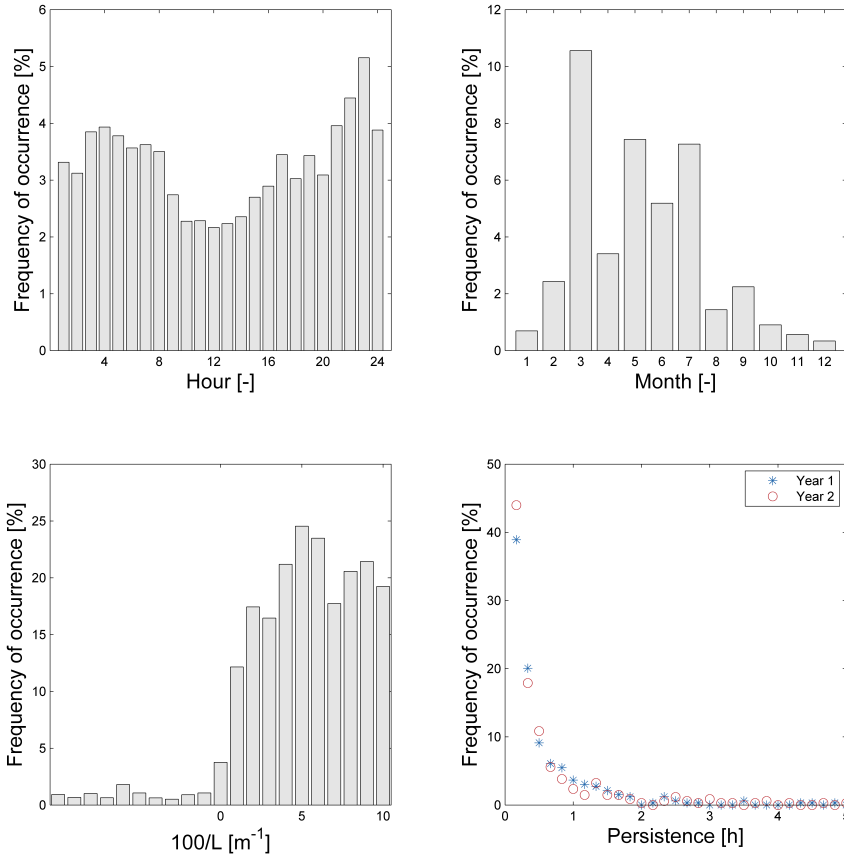 6
5
4
3
2
1
0
Frequency of occurrence [%]
4 8 12 16 20 24
Hour [-]
12
10
8
6
4
2
0
Frequency of occurrence [%]
1 2 3 4 5 6 7 8 9 10 11 12
Month [-]
30
25
20
15
10
5
0
Frequency of occurrence [%]
0 5 10
100/L [m⁻¹]
50
40
30
20
10
0
Frequency of occurrence [%]
Year 1
Year 2
0 1 2 3 4 5
Persistence [h]